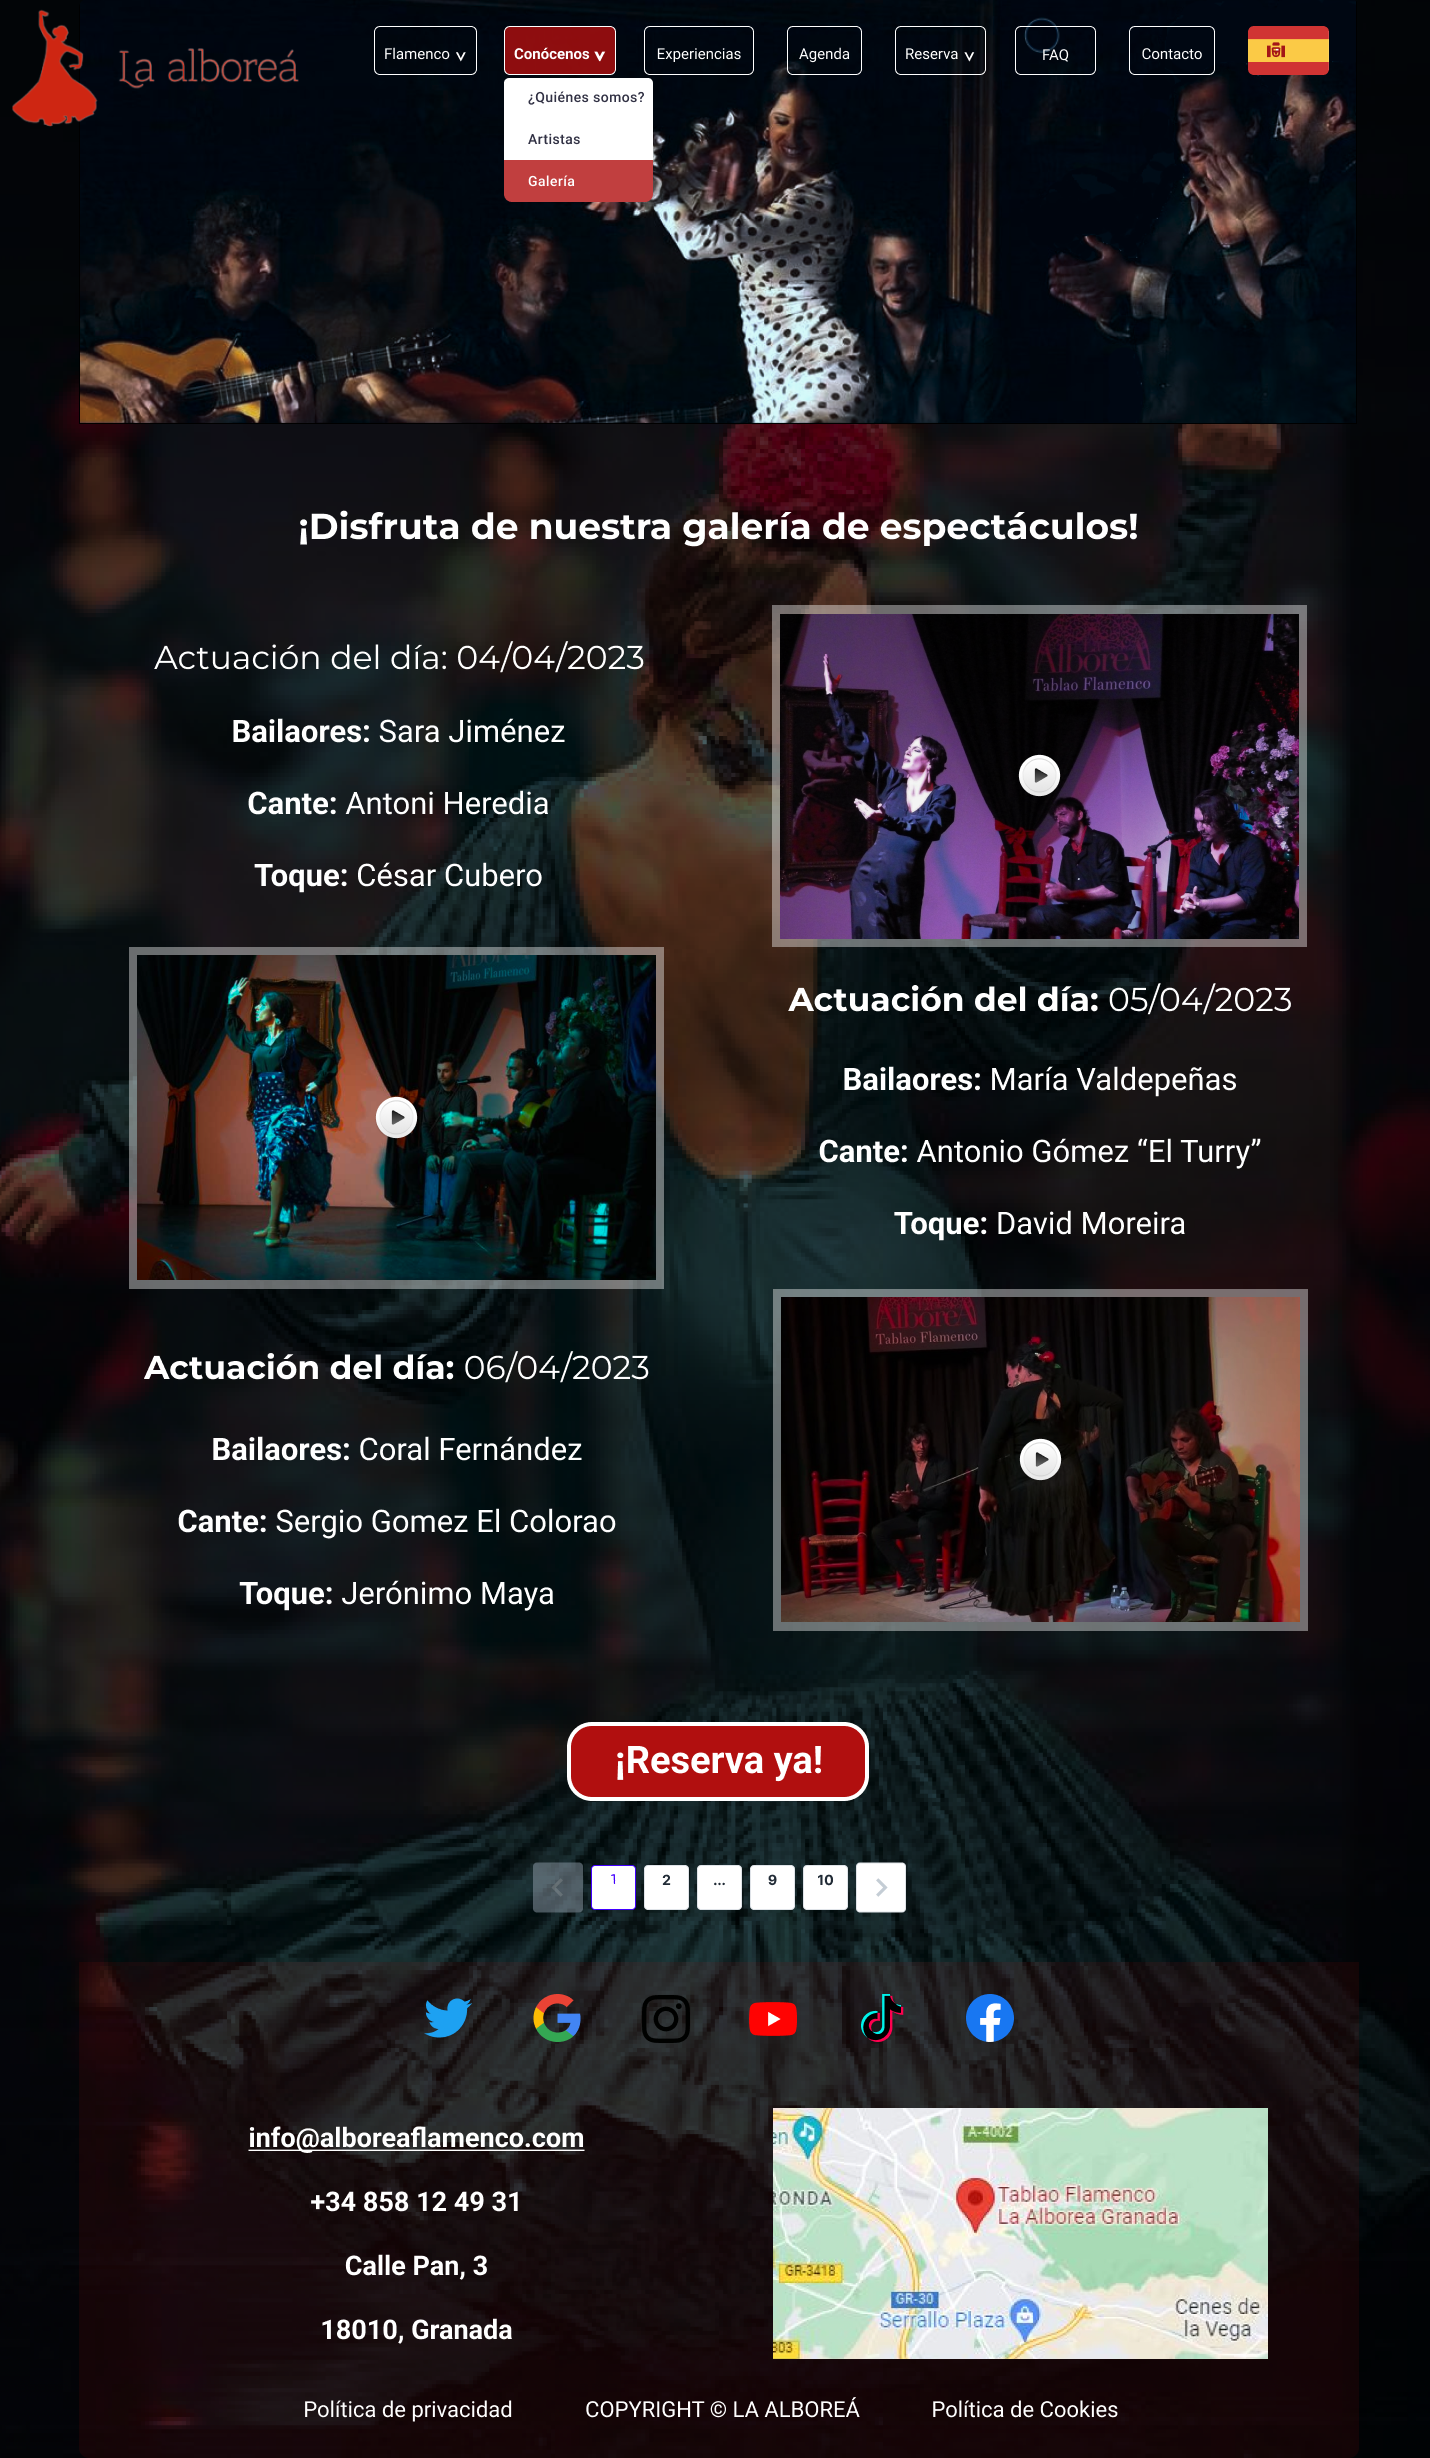 La alboreá
Flamenco
Conócenos
Experiencias
Agenda
Reserva
FAQ
Contacto
¿Quiénes somos?
Artistas
Galería
A
¡Disfruta de nuestra galería de espectáculos!
Actuación del día: 04/04/2023
Bailaores: Sara Jiménez
Cante: Antoni Heredia
Toque: César Cubero
AlboreÁ
Tablao Flamenco
AlboreÁ
Tablao Flamenco
Actuación del día: 05/04/2023
Bailaores: María Valdepeñas
Cante: Antonio Gómez “El Turry”
Toque: David Moreira
Actuación del día: 06/04/2023
Bailaores: Coral Fernández
Cante: Sergio Gomez El Colorao
Toque: Jerónimo Maya
AlboreÁ
Tablao Flamenco
¡Reserva ya!
1
2
...
9
10
info@alboreaflamenco.com
+34 858 12 49 31
Calle Pan, 3
18010, Granada
en
A-4002
RONDA
Tablao Flamenco
La Alborea Granada
GR-3418
GR-30
Serrallo Plaza
Cenes de
la Vega
303
Política de privacidad
COPYRIGHT © LA ALBOREÁ
Política de Cookies